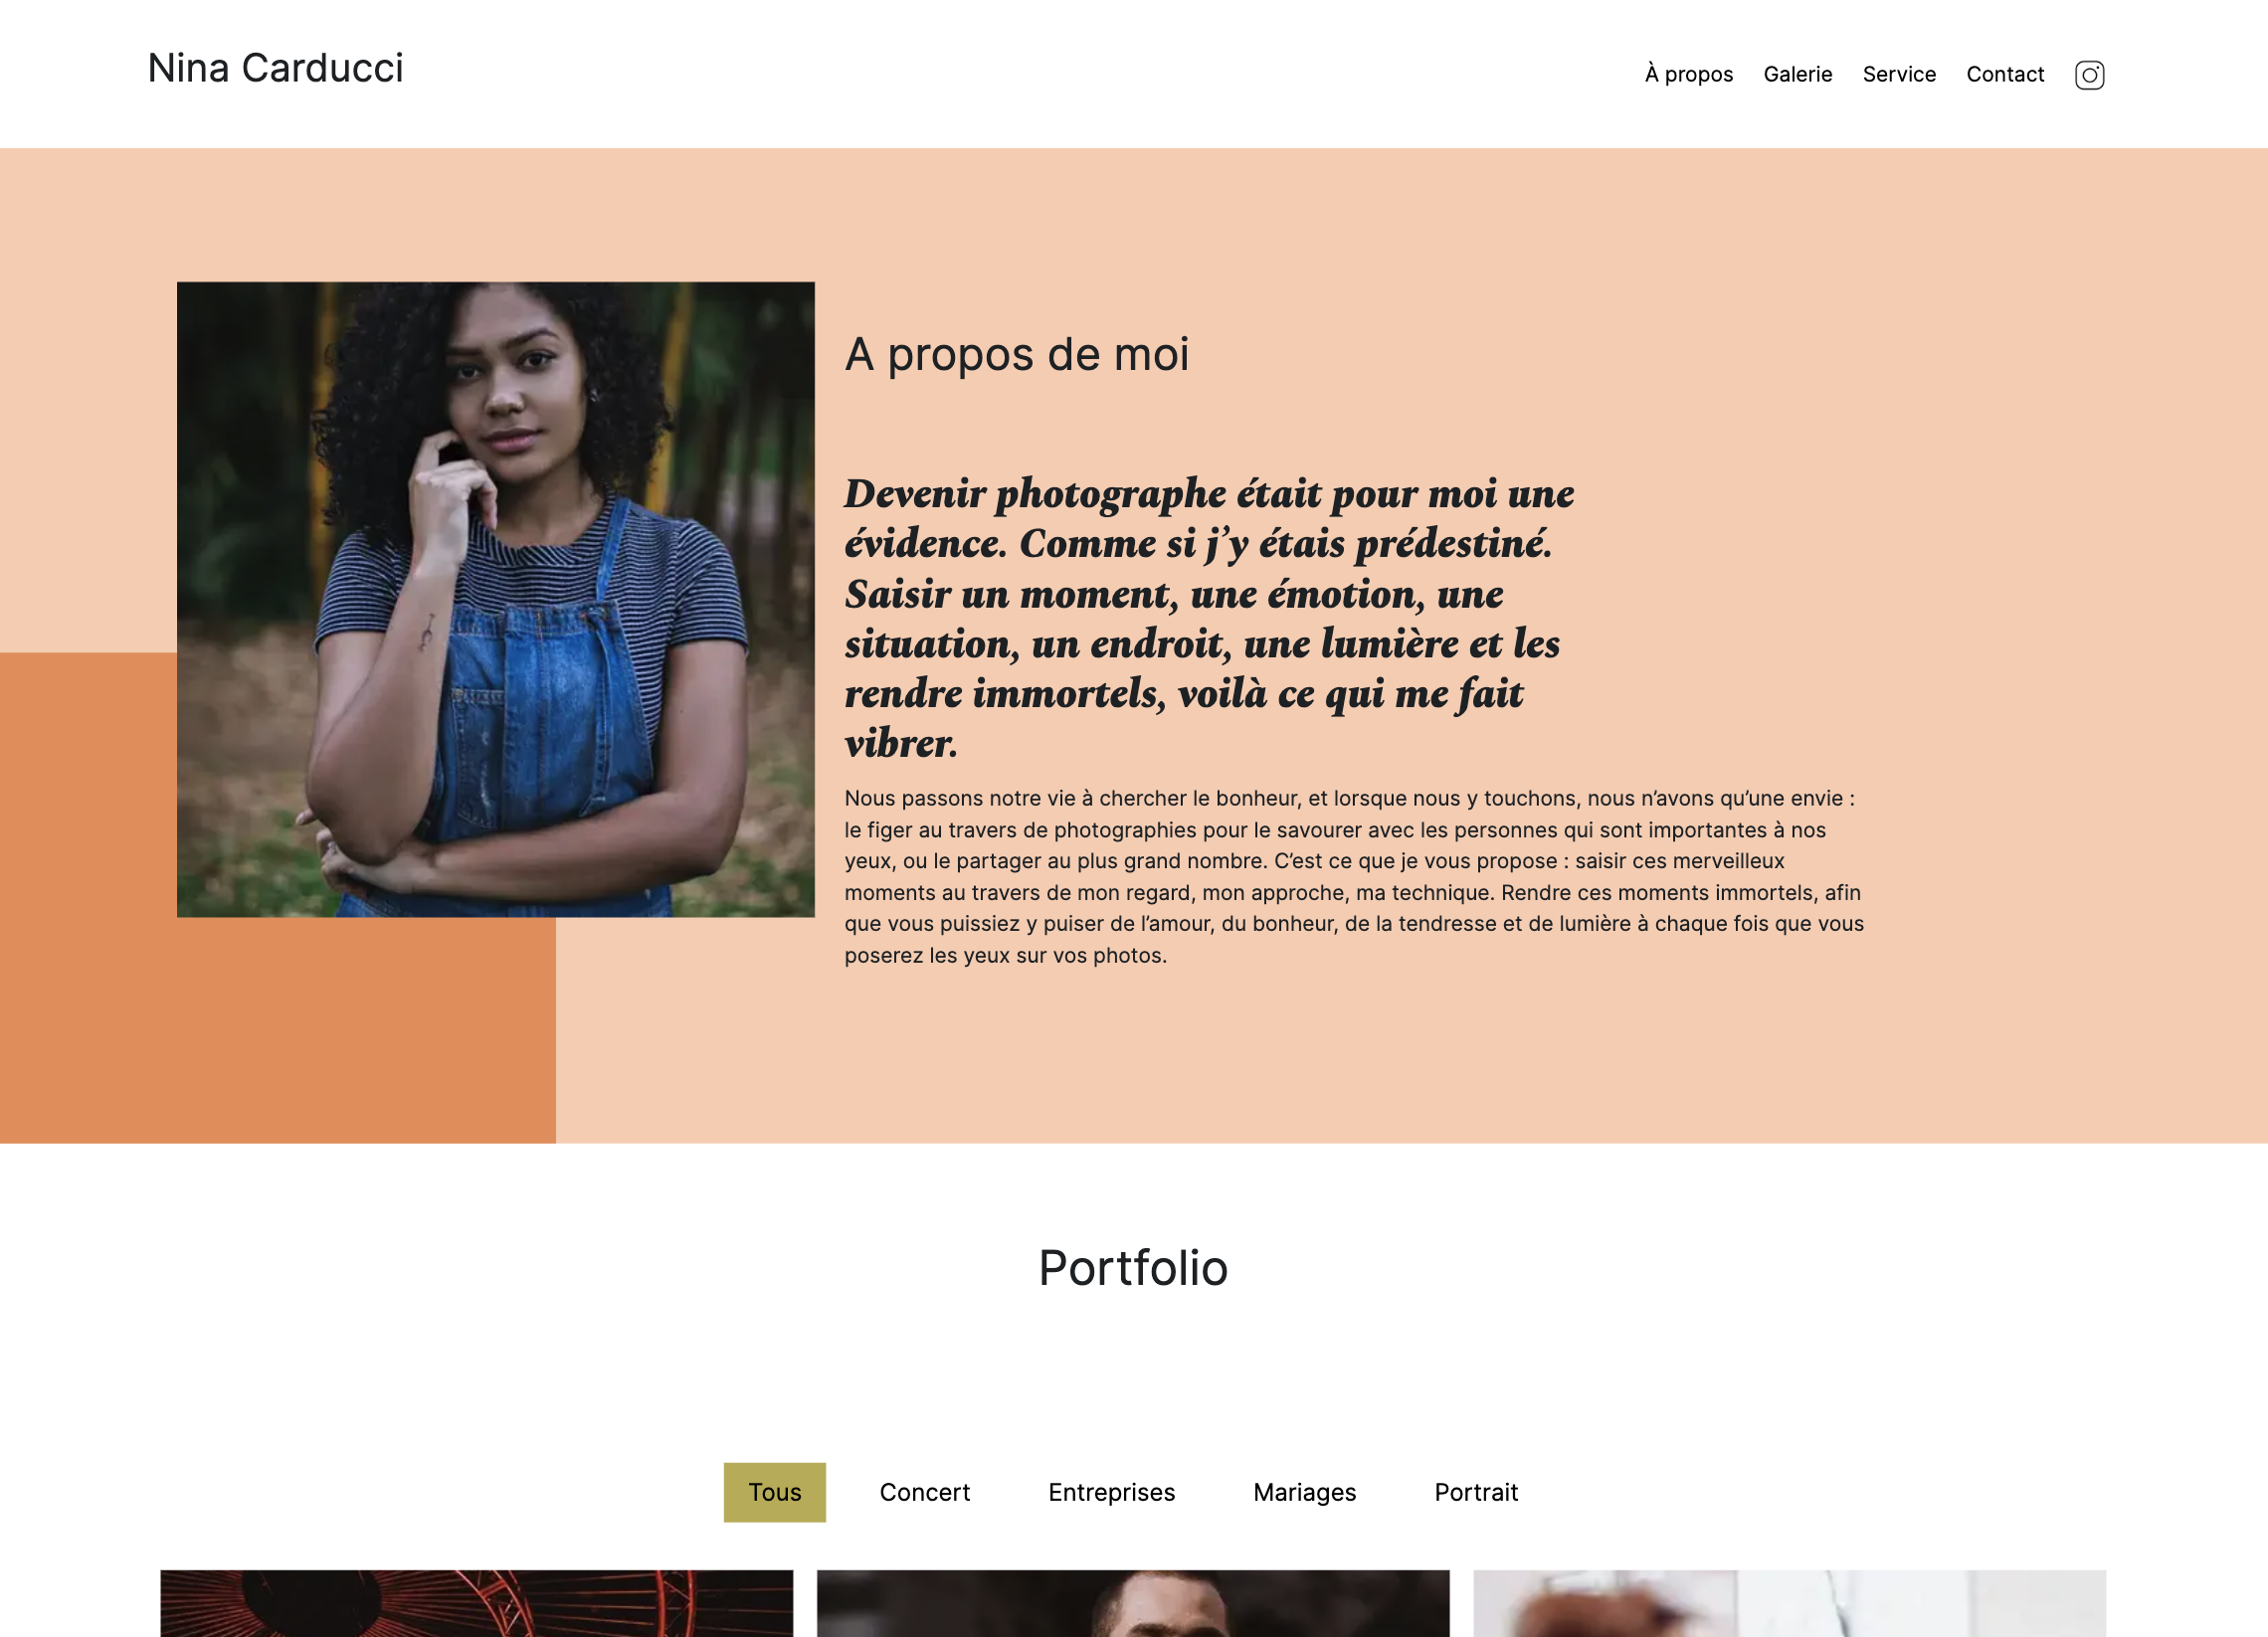 Nina Carducci
À propos Galerie Service Contact
A propos de moi
Devenir photographe était pour moi une
évidence. Comme si j’y étais prédestiné.
Saisir un moment, une émotion, une
situation, un endroit, une lumière et les
rendre immortels, voilà ce qui me fait
vibrer.
Nous passons notre vie à chercher le bonheur, et lorsque nous y touchons, nous n’avons qu’une envie :
le figer au travers de photographies pour le savourer avec les personnes qui sont importantes à nos
yeux, ou le partager au plus grand nombre. C’est ce que je vous propose : saisir ces merveilleux
moments au travers de mon regard, mon approche, ma technique. Rendre ces moments immortels, afin
que vous puissiez y puiser de l’amour, du bonheur, de la tendresse et de lumière à chaque fois que vous
poserez les yeux sur vos photos.
Portfolio
Tous Concert Entreprises Mariages Portrait